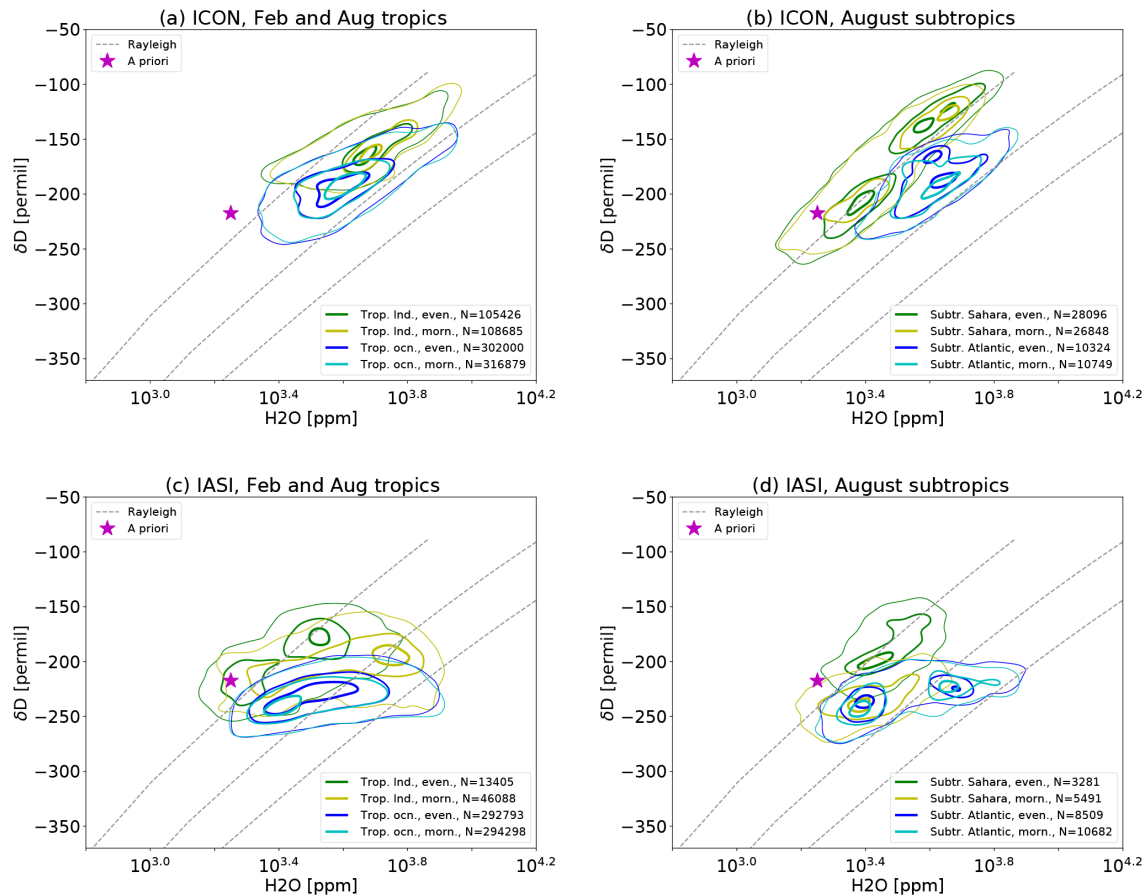 (a) ICON, Feb and Aug tropics
Rayleigh
A priori
−50
−100
−150
−200
−250
−300
−350
δD [permil]
Trop. lnd., even., N=105426
Trop. lnd., morn., N=108685
Trop. ocn., even., N=302000
Trop. ocn., morn., N=316879
10^3.0
10^3.4
10^3.8
10^4.2
H2O [ppm]
(b) ICON, August subtropics
Rayleigh
A priori
−50
−100
−150
−200
−250
−300
−350
δD [permil]
Subtr. Sahara, even., N=28096
Subtr. Sahara, morn., N=26848
Subtr. Atlantic, even., N=10324
Subtr. Atlantic, morn., N=10749
10^3.0
10^3.4
10^3.8
10^4.2
H2O [ppm]
(c) IASI, Feb and Aug tropics
Rayleigh
A priori
−50
−100
−150
−200
−250
−300
−350
δD [permil]
Trop. lnd., even., N=13405
Trop. lnd., morn., N=46088
Trop. ocn., even., N=292793
Trop. ocn., morn., N=294298
10^3.0
10^3.4
10^3.8
10^4.2
H2O [ppm]
(d) IASI, August subtropics
Rayleigh
A priori
−50
−100
−150
−200
−250
−300
−350
δD [permil]
Subtr. Sahara, even., N=3281
Subtr. Sahara, morn., N=5491
Subtr. Atlantic, even., N=8509
Subtr. Atlantic, morn., N=10682
10^3.0
10^3.4
10^3.8
10^4.2
H2O [ppm]